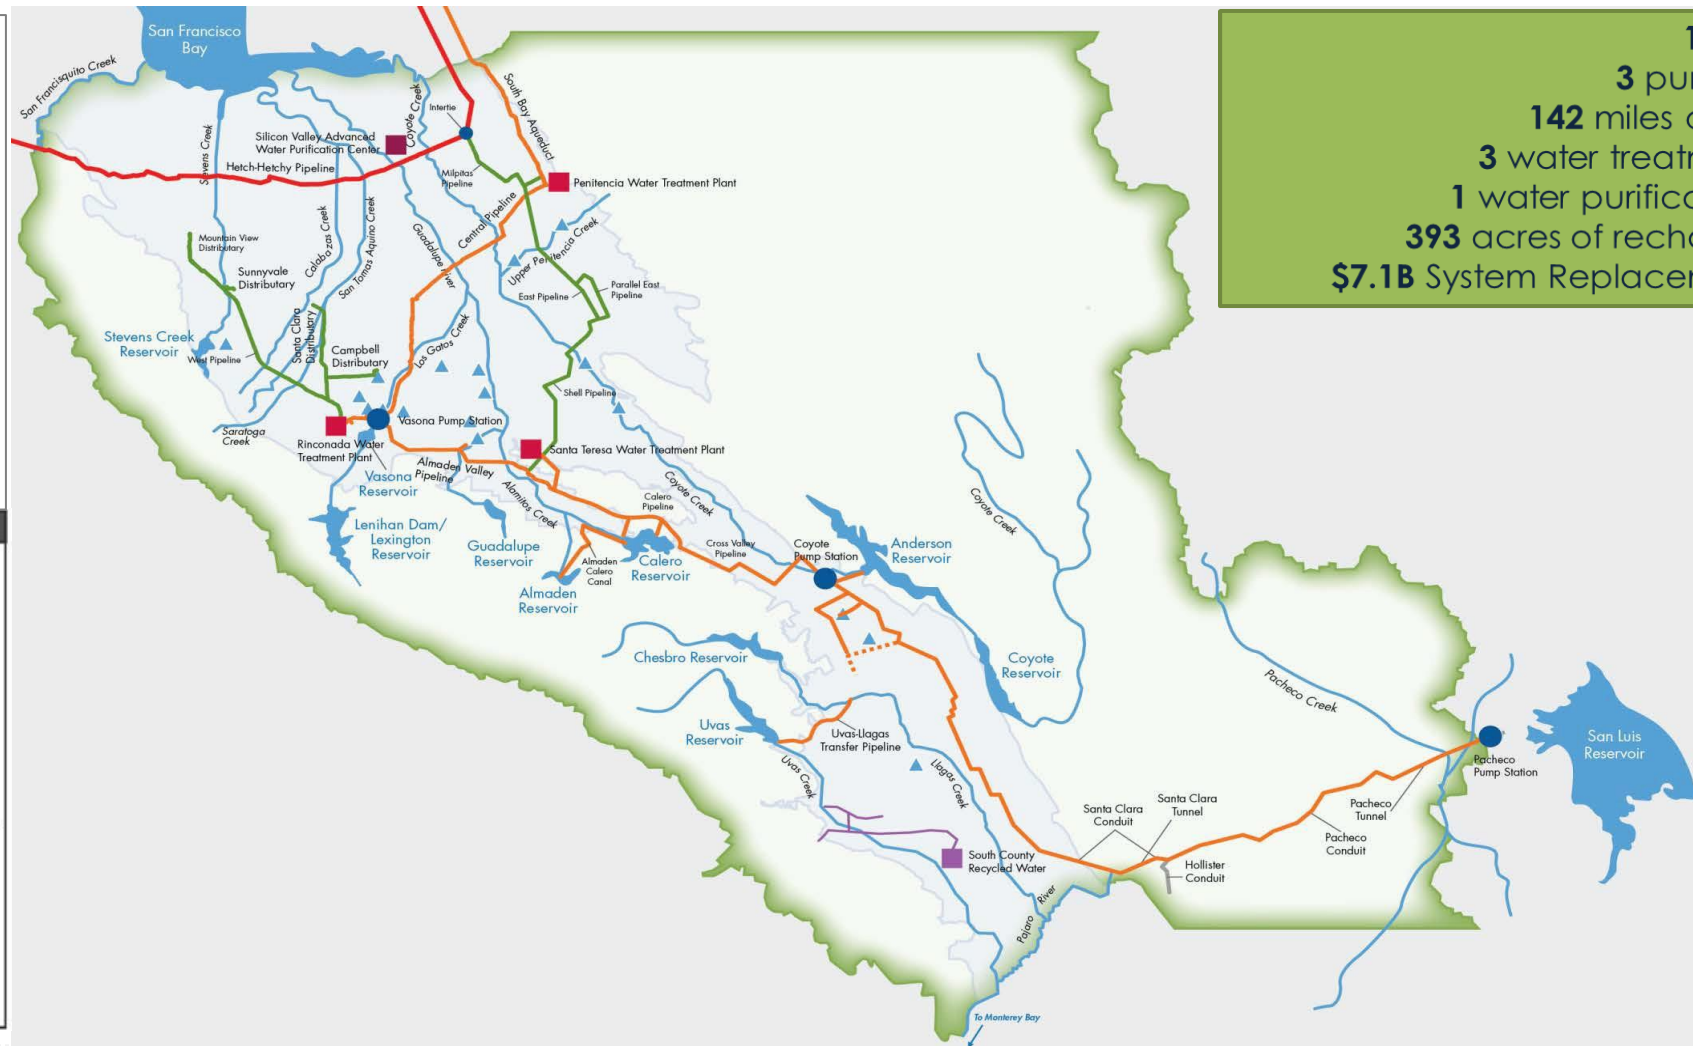 San Francisco
Bay
San Francisquito Creek
Stevens Creek
Silicon Valley Advanced
Water Purification Center
Coyote Creek
Intertie
South Bay Aqueduct
Hetch-Hetchy Pipeline
Milpitas
Pipeline
Penitencia Water Treatment Plant
Mountain View
Distributary
Sunnyvale
Distributary
Calabazas Creek
San Tomas Aquino Creek
Guadalupe River
Central Pipeline
Upper Penitencia Creek
East Pipeline
Parallel East
Pipeline
Stevens Creek
Reservoir
West Pipeline
Santa Clara
Distributary
Campbell
Distributary
Los Gatos Creek
Shell Pipeline
Saratoga
Creek
Rinconada Water
Treatment Plant
Vasona Pump Station
Santa Teresa Water Treatment Plant
Vasona
Reservoir
Almaden Valley
Pipeline
Alamitos Creek
Calero
Pipeline
Coyote Creek
Lenihan Dam/
Lexington
Reservoir
Guadalupe
Reservoir
Almaden
Calero
Canal
Calero
Reservoir
Almaden
Reservoir
Cross Valley
Pipeline
Coyote
Pump Station
Anderson
Reservoir
Coyote Creek
Chesbro Reservoir
Coyote
Reservoir
Uvas
Reservoir
Uvas-Llagas
Transfer Pipeline
Uvas Creek
Llagas Creek
South County
Recycled Water
Pajaro River
To Monterey Bay
Santa Clara
Conduit
Santa Clara
Tunnel
Hollister
Conduit
Pacheco Creek
Pacheco
Conduit
Pacheco
Tunnel
Pacheco
Pump Station
San Luis
Reservoir
1
3 pu
142 miles
3 water treat
1 water purific
393 acres of rech
$7.1B System Replace